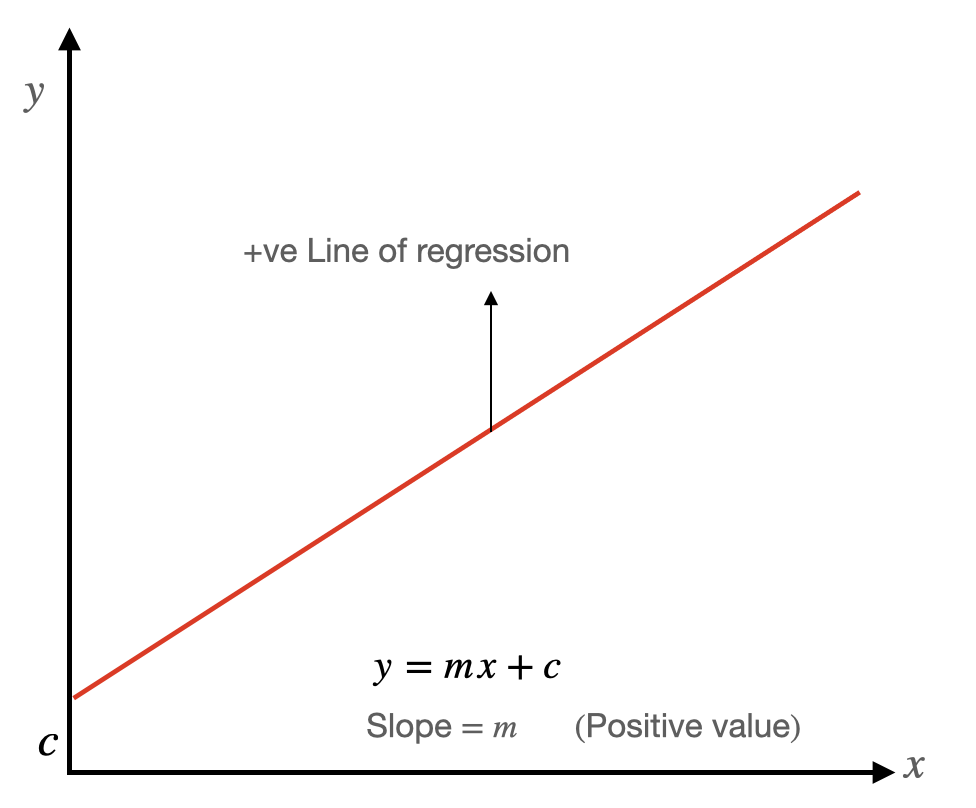 y
+ve Line of regression
y = mx + c
Slope = m (Positive value)
c
x